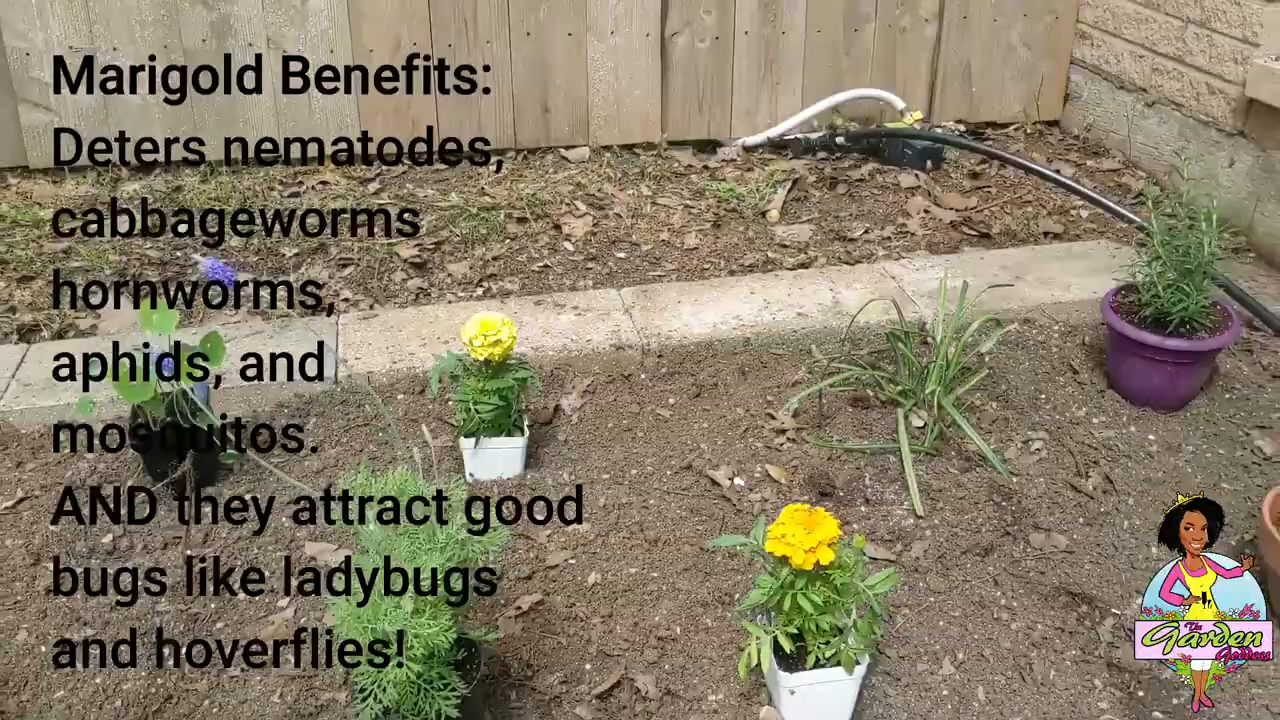 Marigold Benefits:
Deters nematodes,
cabbageworms
hornworms,
aphids, and
mosquitos.
AND they attract good
bugs like ladybugs
and hoverflies!
The
Garden
Goddess